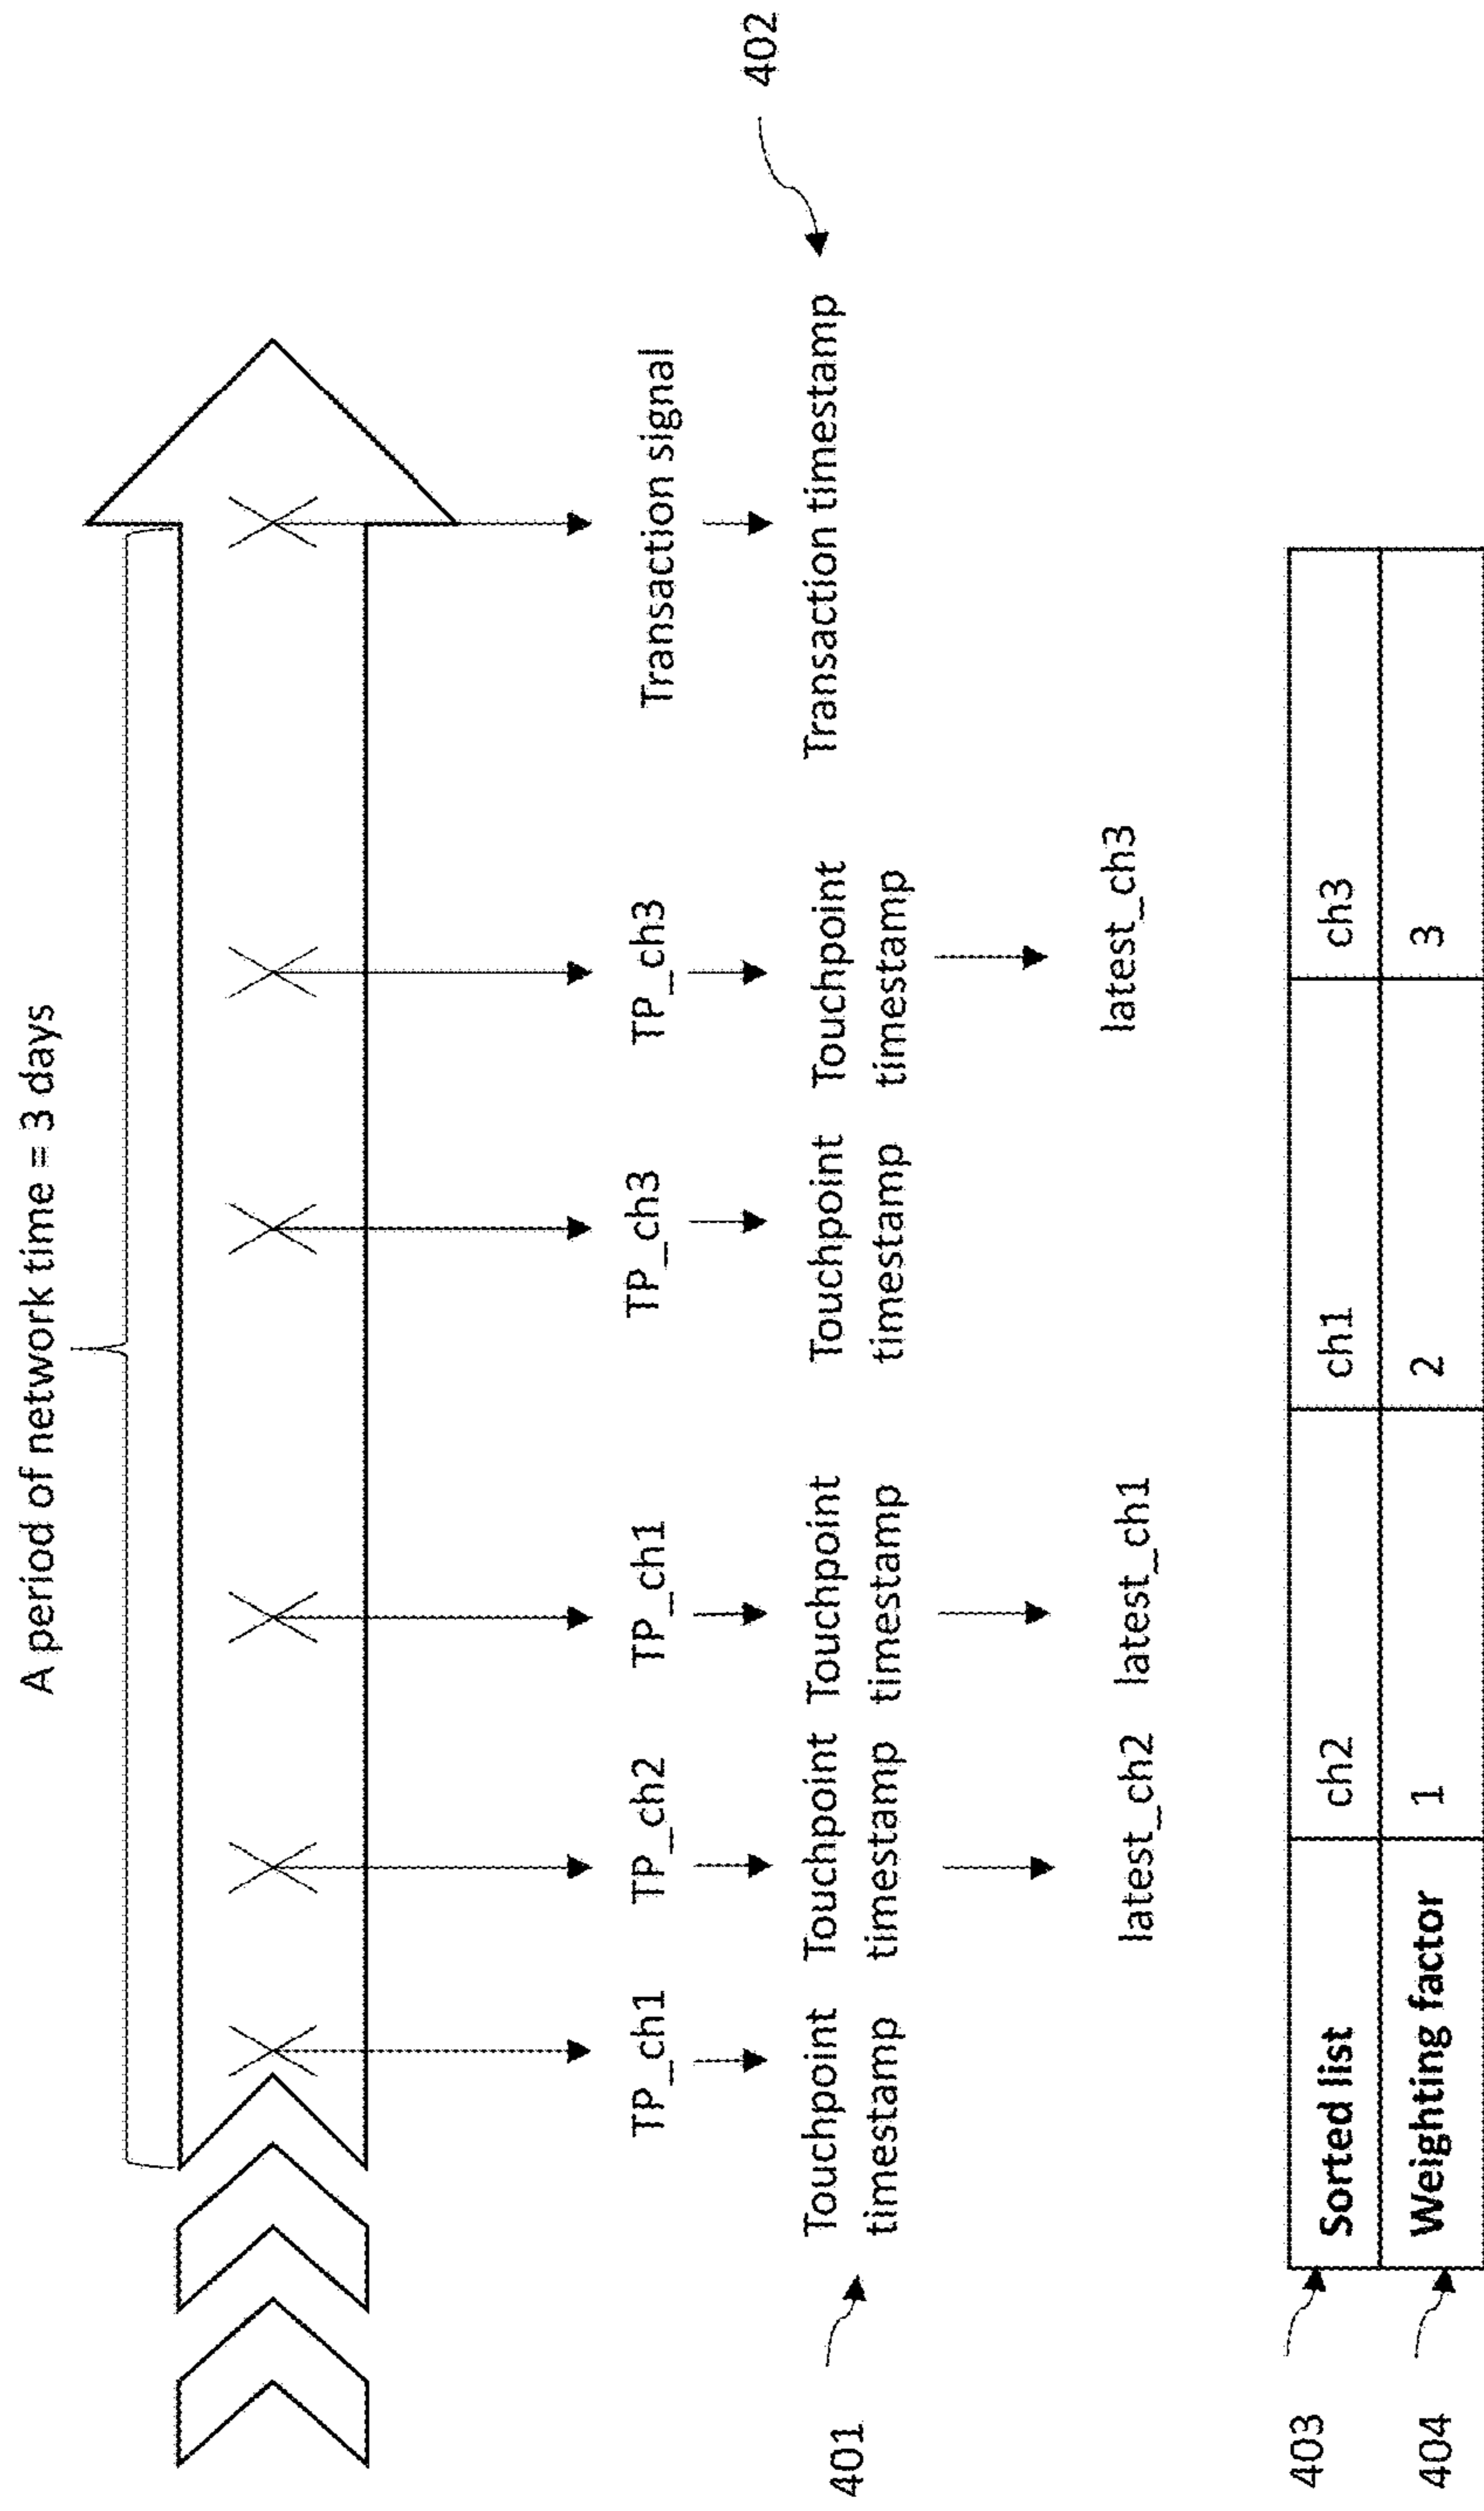 A period of network time = 3 days
TP_ch1 TP_ch2 TP_ch1 TP_ch3 TP_ch3 Transaction signal
402
401
Touchpoint Touchpoint Touchpoint Touchpoint Touchpoint Transaction timestamp
timestamp timestamp timestamp timestamp timestamp
latest_ch2 latest_ch1 latest_ch3
403 Sorted list ch2 ch1 ch3
404 Weighting factor 1 2 3